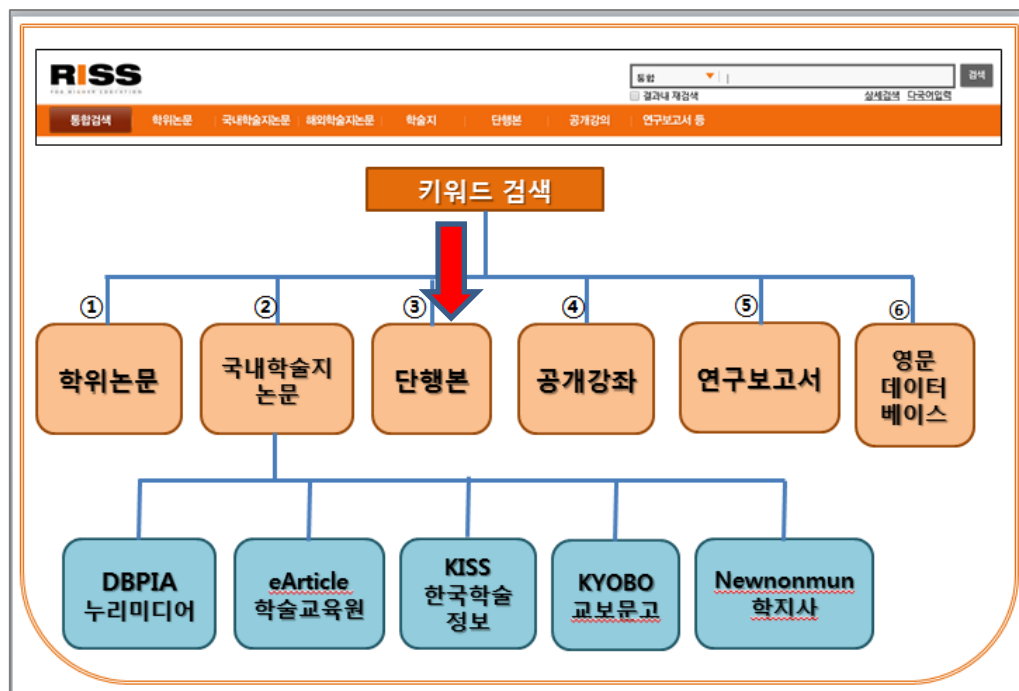 RISS
FOR HIGHER EDUCATION
통합
검색
결과내 재검색
상세검색 다국어입력
통합검색 학위논문 국내학술지논문 해외학술지논문 학술지 단행본 공개강의 연구보고서 등
키워드 검색
① ② ③ ④ ⑤ ⑥
학위논문
국내학술지
논문
단행본
공개강좌
연구보고서
영문
데이터
베이스
DBPIA
누리미디어
eArticle
학술교육원
KISS
한국학술
정보
KYOBO
교보문고
Newnonmun
학지사